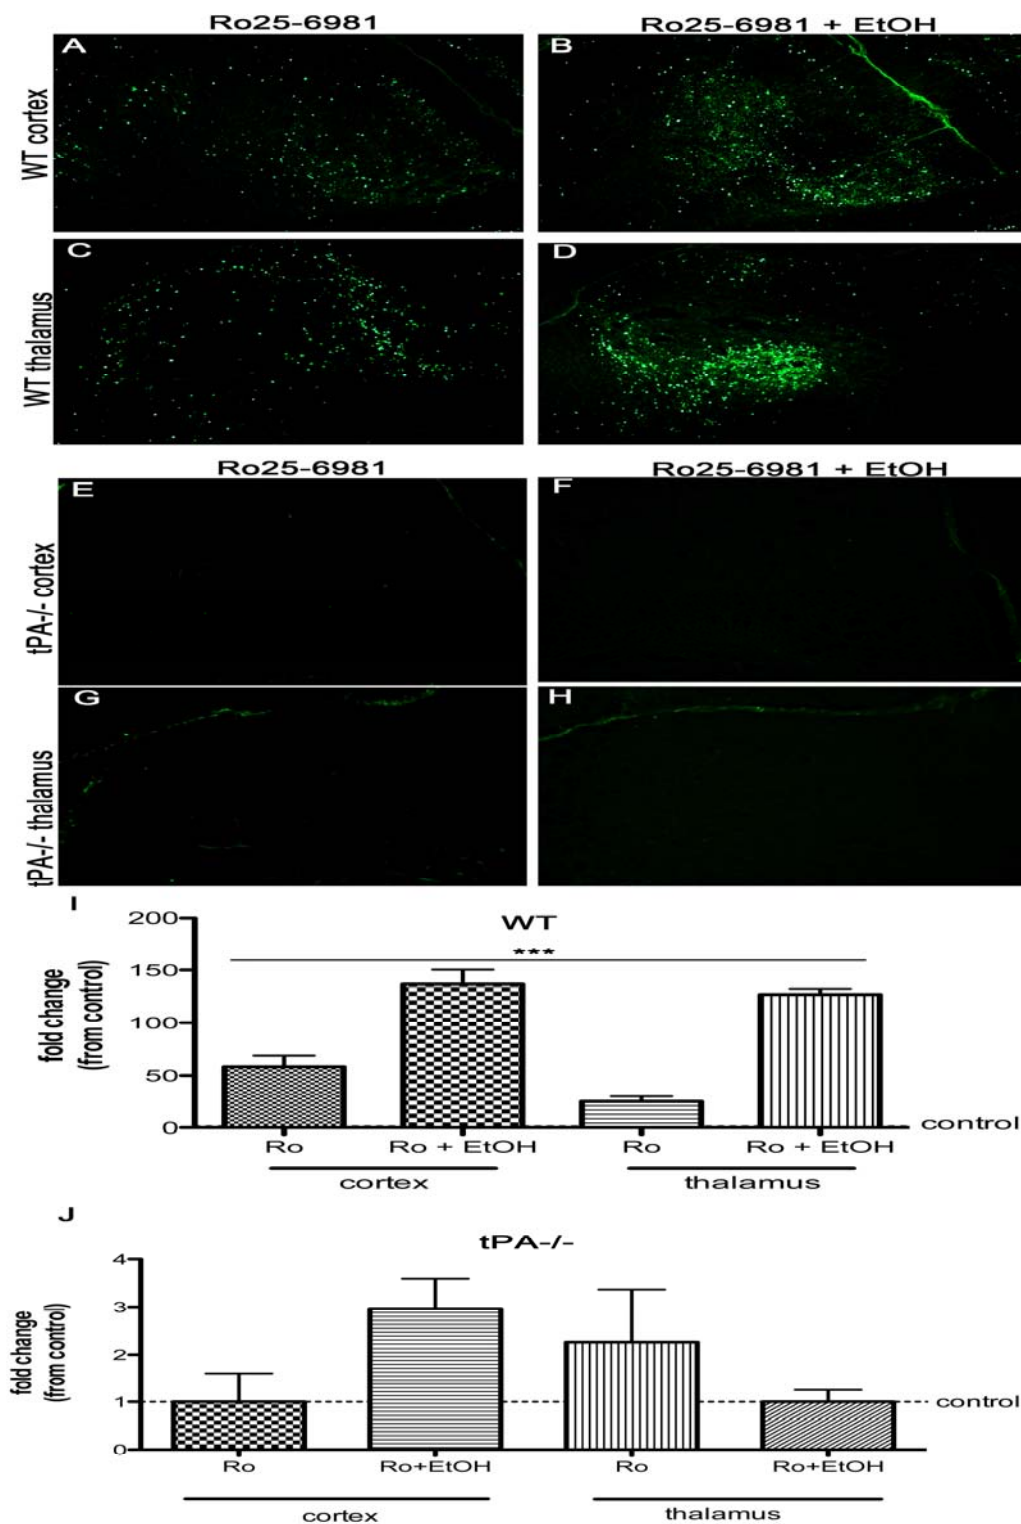 Ro25-6981 Ro25-6981 + EtOH
A B
WT cortex
C D
WT thalamus
Ro25-6981 Ro25-6981 + EtOH
E F
tPA-/- cortex
G H
tPA-/- thalamus
I
WT
***
fold change
(from control)
200
150
100
50
0
control
Ro Ro + EtOH Ro Ro + EtOH
cortex thalamus
J
tPA-/-
fold change
(from control)
4
3
2
1
0
control
Ro Ro+EtOH Ro Ro+EtOH
cortex thalamus